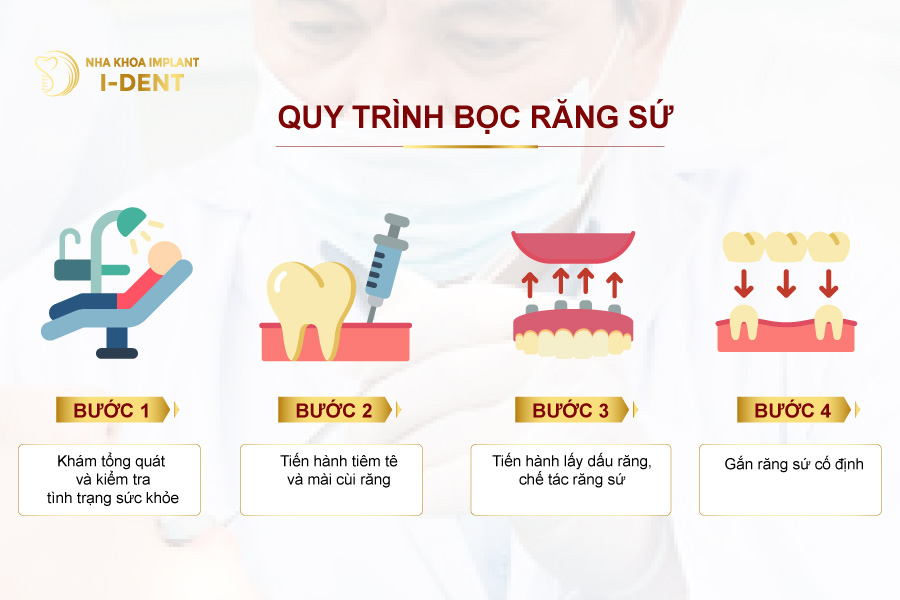 NHA KHOA IMPLANT
I-DENT
QUY TRÌNH BỌC RĂNG SỨ
BƯỚC 1
Khám tổng quát
và kiểm tra
tình trạng sức khỏe
BƯỚC 2
Tiến hành tiêm tê
và mài cùi răng
BƯỚC 3
Tiến hành lấy dấu răng,
chế tác răng sứ
BƯỚC 4
Gắn răng sứ cố định